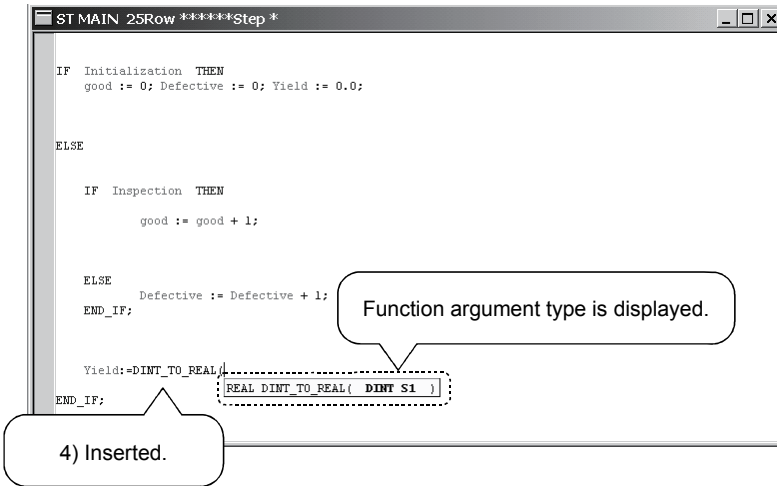 ST MAIN 25Row ******Step *
IF Initialization THEN
good := 0; Defective := 0; Yield := 0.0;
ELSE
IF Inspection THEN
good := good + 1;
ELSE
Defective := Defective + 1;
END_IF;
Function argument type is displayed.
Yield:=DINT_TO_REAL(
REAL DINT_TO_REAL( DINT S1 )
END_IF;
4) Inserted.